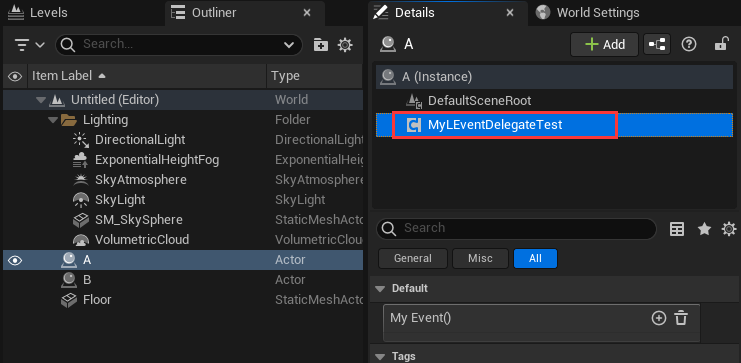 Levels
Outliner
Search...
Item Label
Type
Untitled (Editor)
World
Lighting
Folder
DirectionalLight
DirectionalLight
ExponentialHeightFog
ExponentialHeigh
SkyAtmosphere
SkyAtmosphere
SkyLight
SkyLight
SM_SkySphere
StaticMeshActo
VolumetricCloud
VolumetricClou
A
Actor
B
Actor
Floor
StaticMeshActo
Details
World Settings
A
Add
A (Instance)
DefaultSceneRoot
MyLEventDelegateTest
Search
General
Misc
All
Default
My Event()
Tags